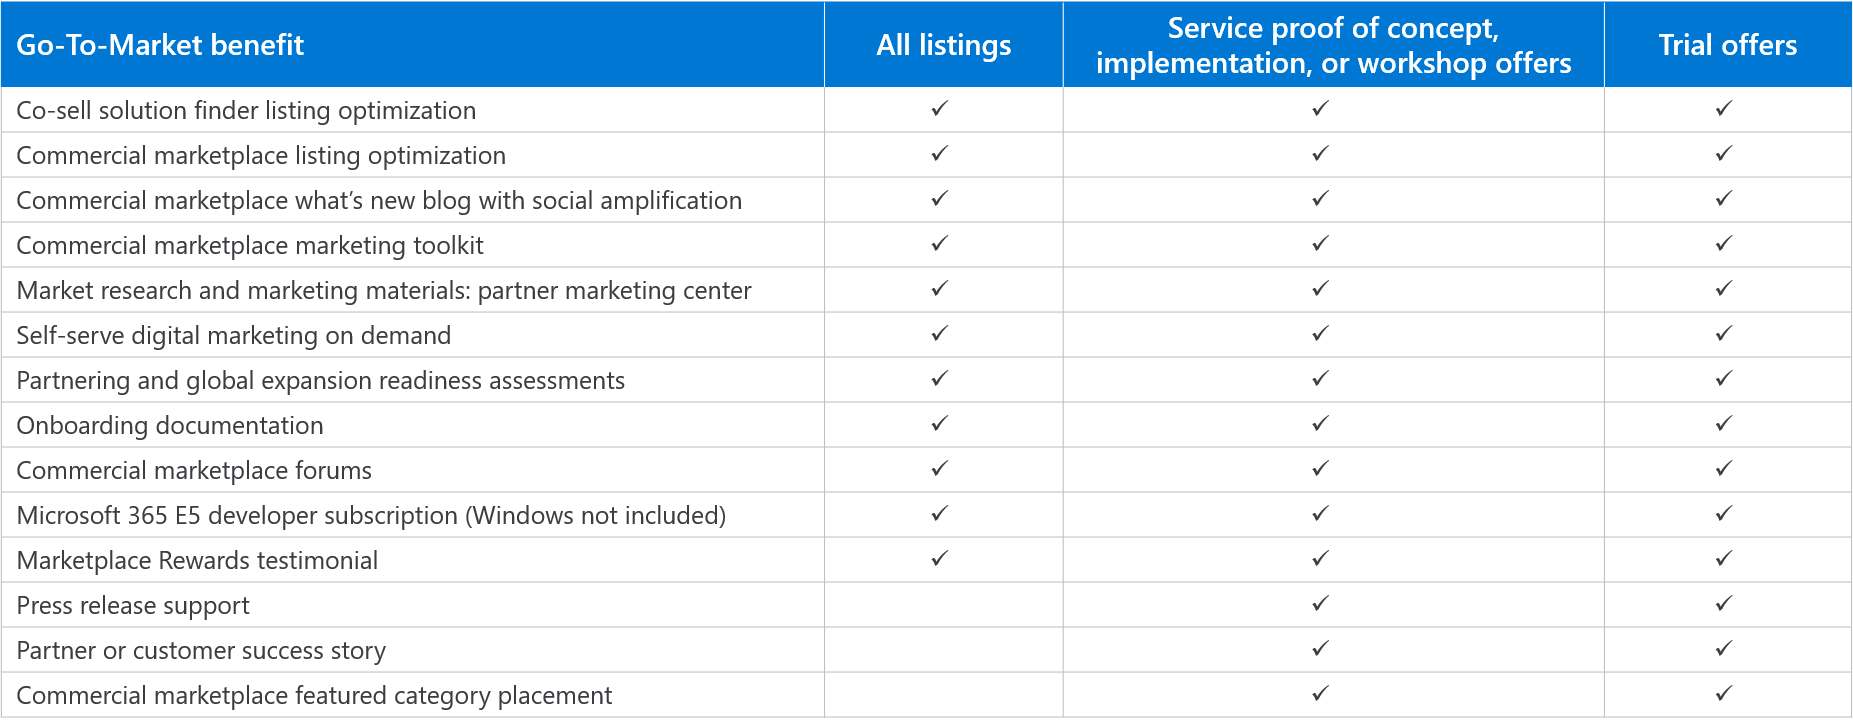 Go-To-Market benefit All listings Service proof of concept, implementation, or workshop offers Trial offers
Co-sell solution finder listing optimization ✓ ✓ ✓
Commercial marketplace listing optimization ✓ ✓ ✓
Commercial marketplace what’s new blog with social amplification ✓ ✓ ✓
Commercial marketplace marketing toolkit ✓ ✓ ✓
Market research and marketing materials: partner marketing center ✓ ✓ ✓
Self-serve digital marketing on demand ✓ ✓ ✓
Partnering and global expansion readiness assessments ✓ ✓ ✓
Onboarding documentation ✓ ✓ ✓
Commercial marketplace forums ✓ ✓ ✓
Microsoft 365 E5 developer subscription (Windows not included) ✓ ✓ ✓
Marketplace Rewards testimonial ✓ ✓ ✓
Press release support ✓ ✓
Partner or customer success story ✓ ✓
Commercial marketplace featured category placement ✓ ✓